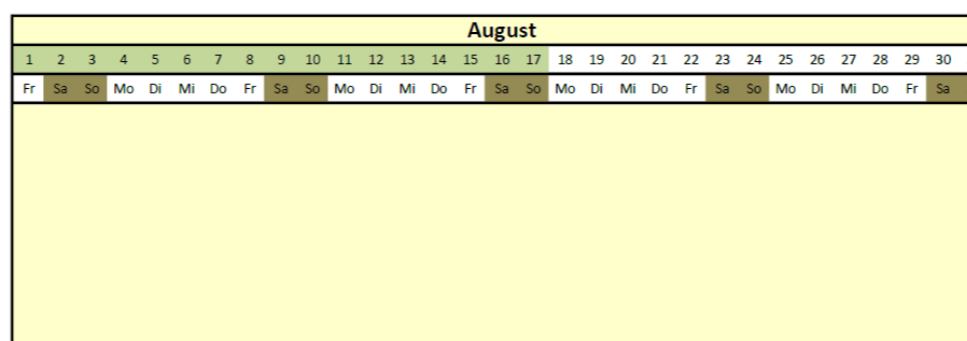 August
1 2 3 4 5 6 7 8 9 10 11 12 13 14 15 16 17 18 19 20 21 22 23 24 25 26 27 28 29 30
Fr Sa So Mo Di Mi Do Fr Sa So Mo Di Mi Do Fr Sa So Mo Di Mi Do Fr Sa So Mo Di Mi Do Fr Sa